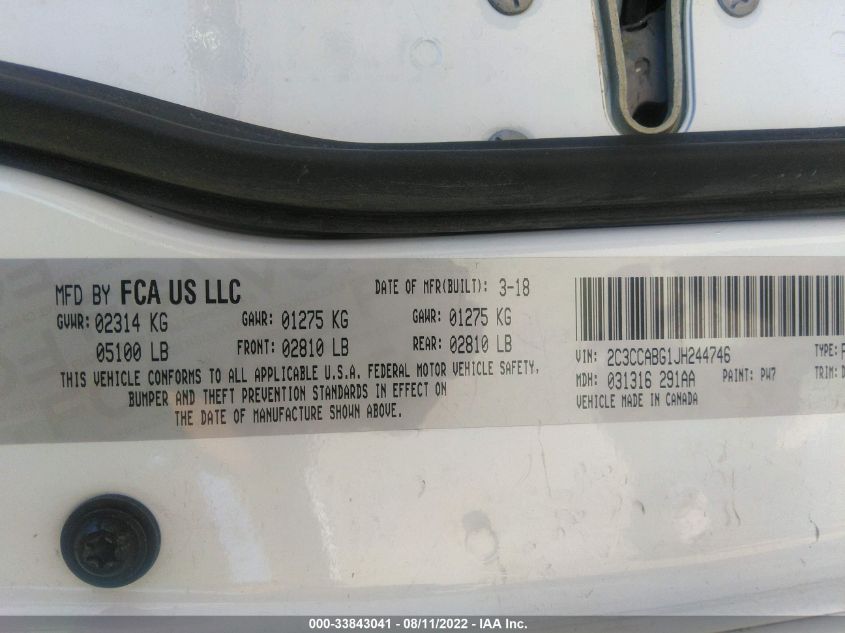 MFD BY FCA US LLC DATE OF MFR(BUILT): 3-18
GVWR: 02314 KG GAWR: 01275 KG GAWR: 01275 KG
05100 LB FRONT: 02810 LB REAR: 02810 LB
THIS VEHICLE CONFORMS TO ALL APPLICABLE U.S.A. FEDERAL MOTOR VEHICLE SAFETY,
BUMPER AND THEFT PREVENTION STANDARDS IN EFFECT ON
THE DATE OF MANUFACTURE SHOWN ABOVE.
VIN: 2C3CCABG1JH244746 TYPE:
MDH: 031316 291AA PAINT: PW7 TRIM:
VEHICLE MADE IN CANADA
000-33843041 - 08/11/2022 - IAA Inc.